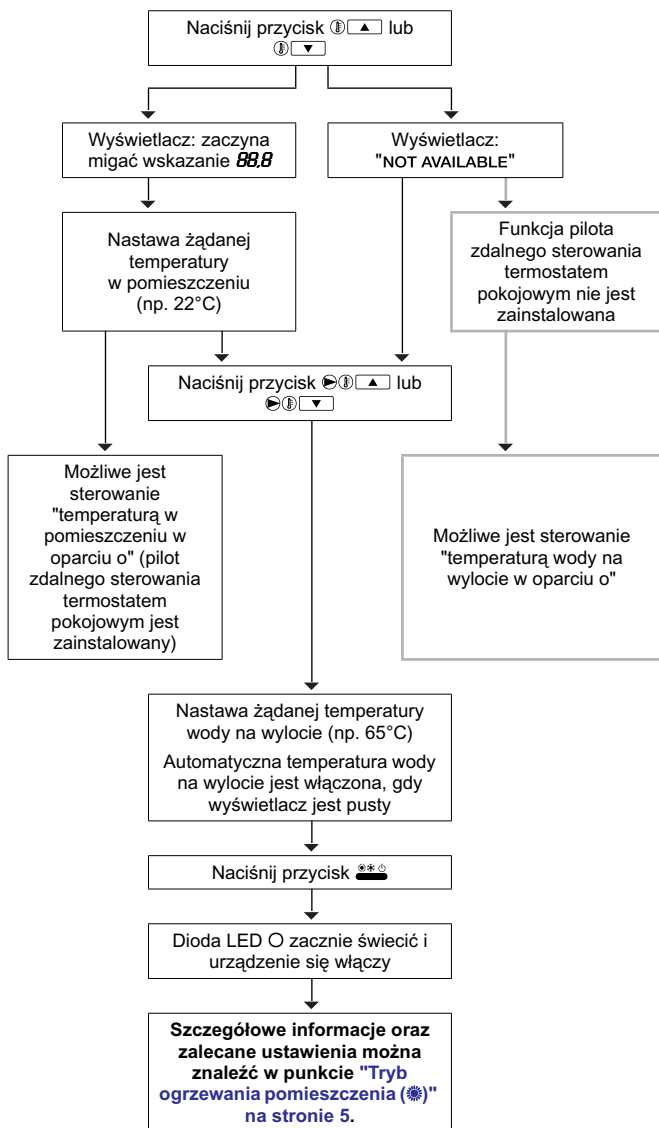 Naciśnij przycisk ▲ lub
▼
Wyświetlacz: zaczyna
migać wskazanie 88,8
Wyświetlacz:
"NOT AVAILABLE"
Nastawa żądanej
temperatury
w pomieszczeniu
(np. 22°C)
Funkcja pilota
zdalnego sterowania
termostatem
pokojowym nie jest
zainstalowana
Naciśnij przycisk ▲ lub
▼
Możliwe jest
sterowanie
"temperaturą w
pomieszczeniu w
oparciu o" (pilot
zdalnego sterowania
termostatem
pokojowym jest
zainstalowany)
Możliwe jest sterowanie
"temperaturą wody na
wylocie w oparciu o"
Nastawa żądanej temperatury
wody na wylocie (np. 65°C)
Automatyczna temperatura wody
na wylocie jest włączona, gdy
wyświetlacz jest pusty
Naciśnij przycisk
Dioda LED zacznie świecić i
urządzenie się włączy
Szczegółowe informacje oraz
zalecane ustawienia można
znaleźć w punkcie "Tryb
ogrzewania pomieszczenia (☀)"
na stronie 5.